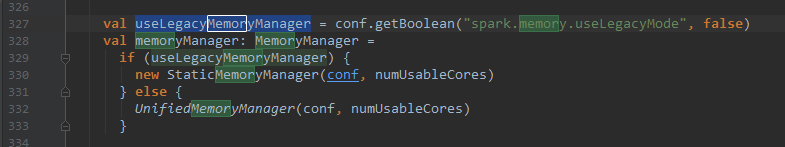 326
327 val useLegacyMemoryManager = conf.getBoolean("spark.memory.useLegacyMode", false)
328 val memoryManager: MemoryManager =
329 if (useLegacyMemoryManager) {
330 new StaticMemoryManager(conf, numUsableCores)
331 } else {
332 UnifiedMemoryManager(conf, numUsableCores)
333 }
334